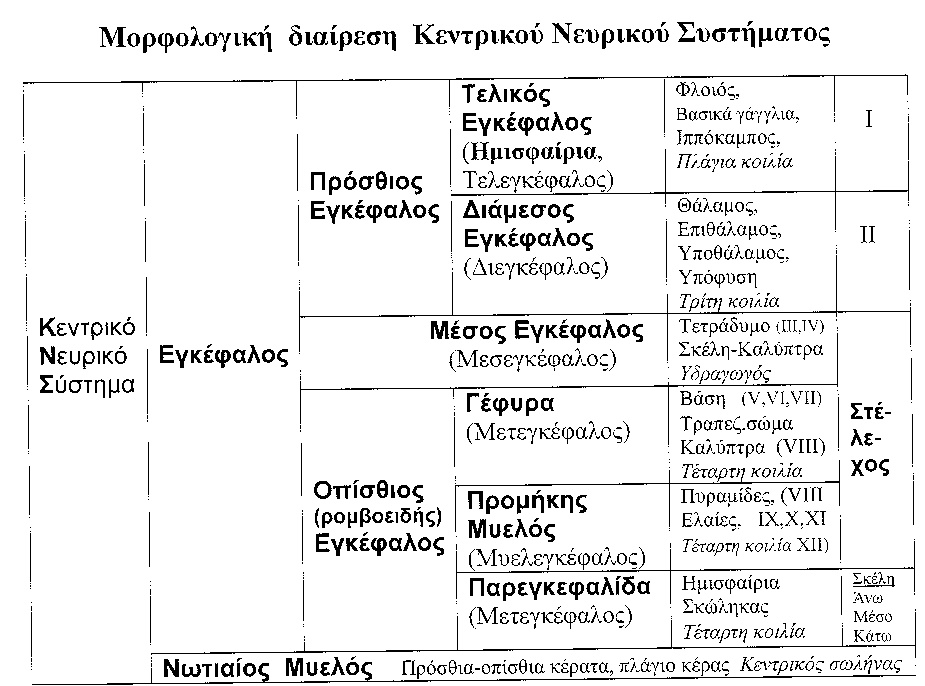 Μορφολογική διαίρεση Κεντρικού Νευρικού Συστήματος
Κεντρικό
Νευρικό
Σύστημα
Εγκέφαλος
Πρόσθιος
Εγκέφαλος
Τελικός
Εγκέφαλος
(Ημισφαίρια,
Τελεγκέφαλος)
Φλοιός,
Βασικά γάγγλια,
Ιππόκαμπος,
Πλάγια κοιλία
I
Διάμεσος
Εγκέφαλος
(Διεγκέφαλος)
Θάλαμος,
Επιθάλαμος,
Υποθάλαμος,
Υπόφυση
Τρίτη κοιλία
II
Μέσος Εγκέφαλος
(Μεσεγκέφαλος)
Τετράδυμο (III,IV)
Σκέλη-Καλύπτρα
Υδραγωγός
Στέ-
λε-
χος
Οπίσθιος
(ρομβοειδής)
Εγκέφαλος
Γέφυρα
(Μετεγκέφαλος)
Βάση (V,VI,VII)
Τραπεζ.σώμα
Καλύπτρα (VIII)
Τέταρτη κοιλία
Προμήκης
Μυελός
(Μυελεγκέφαλος)
Πυραμίδες, (VIII
Ελαίες, IX,X,XI
Τέταρτη κοιλία XII)
Παρεγκεφαλίδα
(Μετεγκέφαλος)
Ημισφαίρια
Σκώληκας
Τέταρτη κοιλία
Σκέλη
Άνω
Μέσο
Κάτω
Νωτιαίος Μυελός Πρόσθια-οπίσθια κέρατα, πλάγιο κέρας Κεντρικός σωλήνας